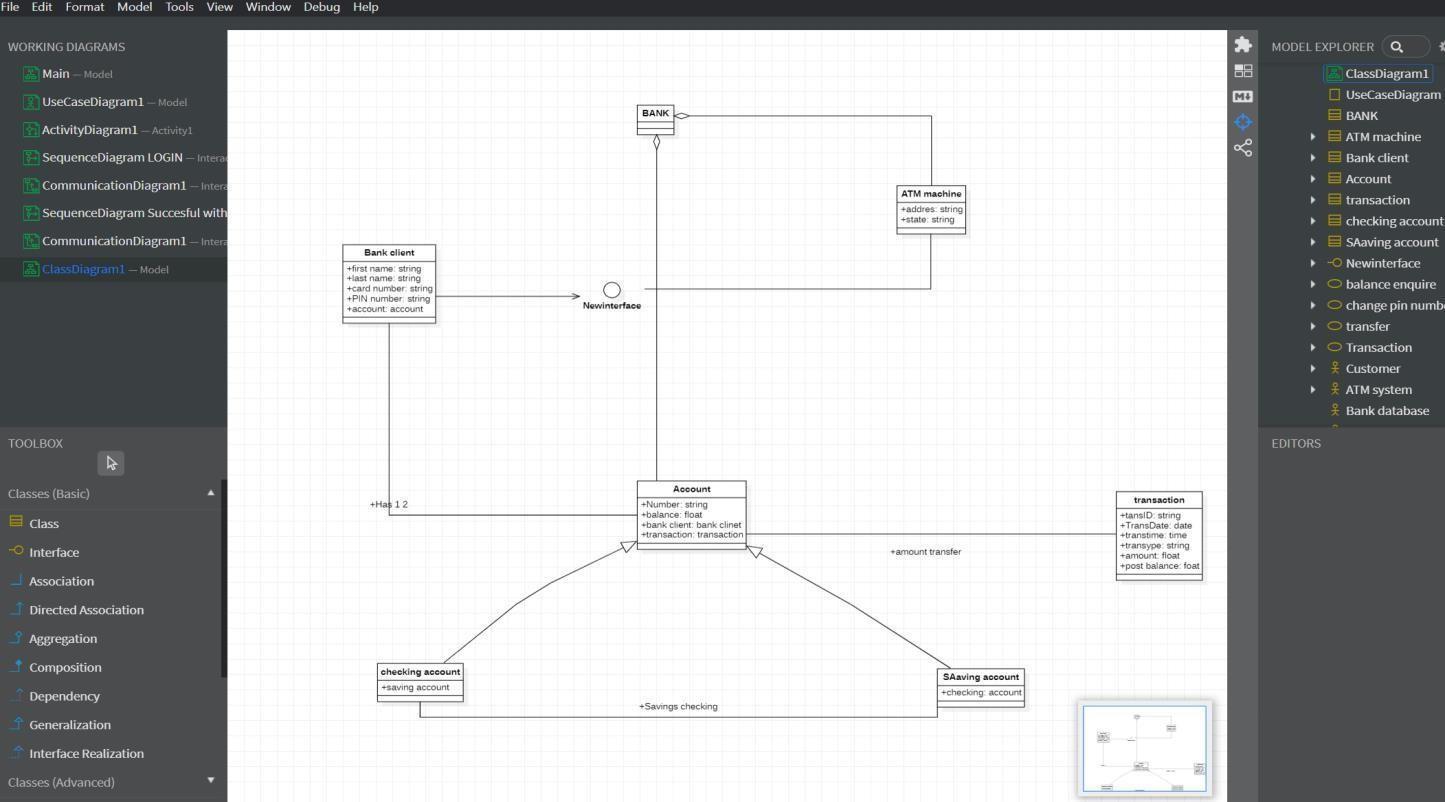 File Edit Format Model Tools View Window Debug Help
WORKING DIAGRAMS
Main — Model
UseCaseDiagram1 — Model
ActivityDiagram1 — Activity1
SequenceDiagram LOGIN — Interac
CommunicationDiagram1 — Intera
SequenceDiagram Succesful with
CommunicationDiagram1 — Intera
ClassDiagram1 — Model
TOOLBOX
Classes (Basic)
Class
Interface
Association
Directed Association
Aggregation
Composition
Dependency
Generalization
Interface Realization
Classes (Advanced)
BANK
ATM machine
+addres: string
+state: string
Bank client
+first name: string
+last name: string
+card number: string
+PIN number: string
+account: account
Newinterface
+Has 1 2
Account
+Number: string
+balance: float
+bank client: bank clinet
+transaction: transaction
+amount transfer
transaction
+tansID: string
+TransDate: date
+transtime: time
+transype: string
+amount: float
+post balance: foat
checking account
+saving account
+Savings checking
SAaving account
+checking: account
M
MODEL EXPLORER
ClassDiagram1
UseCaseDiagram
BANK
ATM machine
Bank client
Account
transaction
checking account
SAaving account
Newinterface
balance enquire
change pin numbe
transfer
Transaction
Customer
ATM system
Bank database
EDITORS